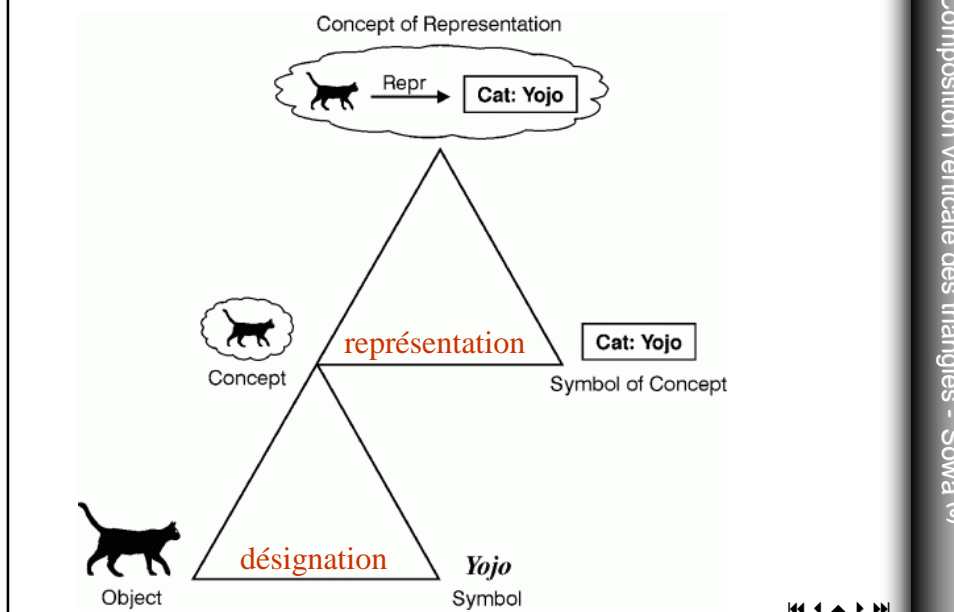 Concept of Representation
Repr
Cat: Yojo
représentation
Cat: Yojo
Concept
Symbol of Concept
désignation
Yojo
Object
Symbol
Composition verticale des triangles - Sowa